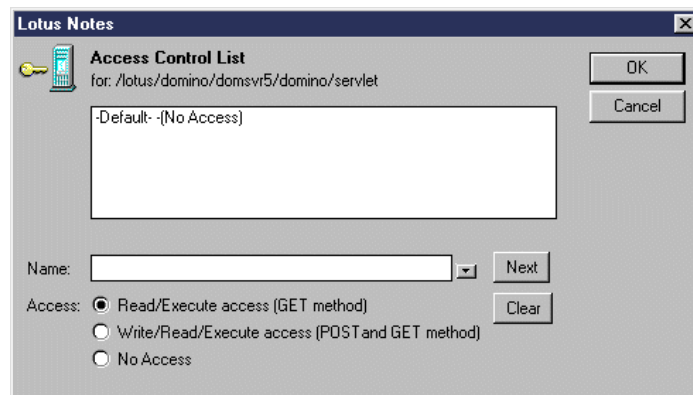 Lotus Notes
Access Control List
for: /lotus/domino/domsvr5/domino/servlet
OK
Cancel
-Default- -(No Access)
Name:
Next
Access:
Read/Execute access (GET method)
Clear
Write/Read/Execute access (POST and GET method)
No Access